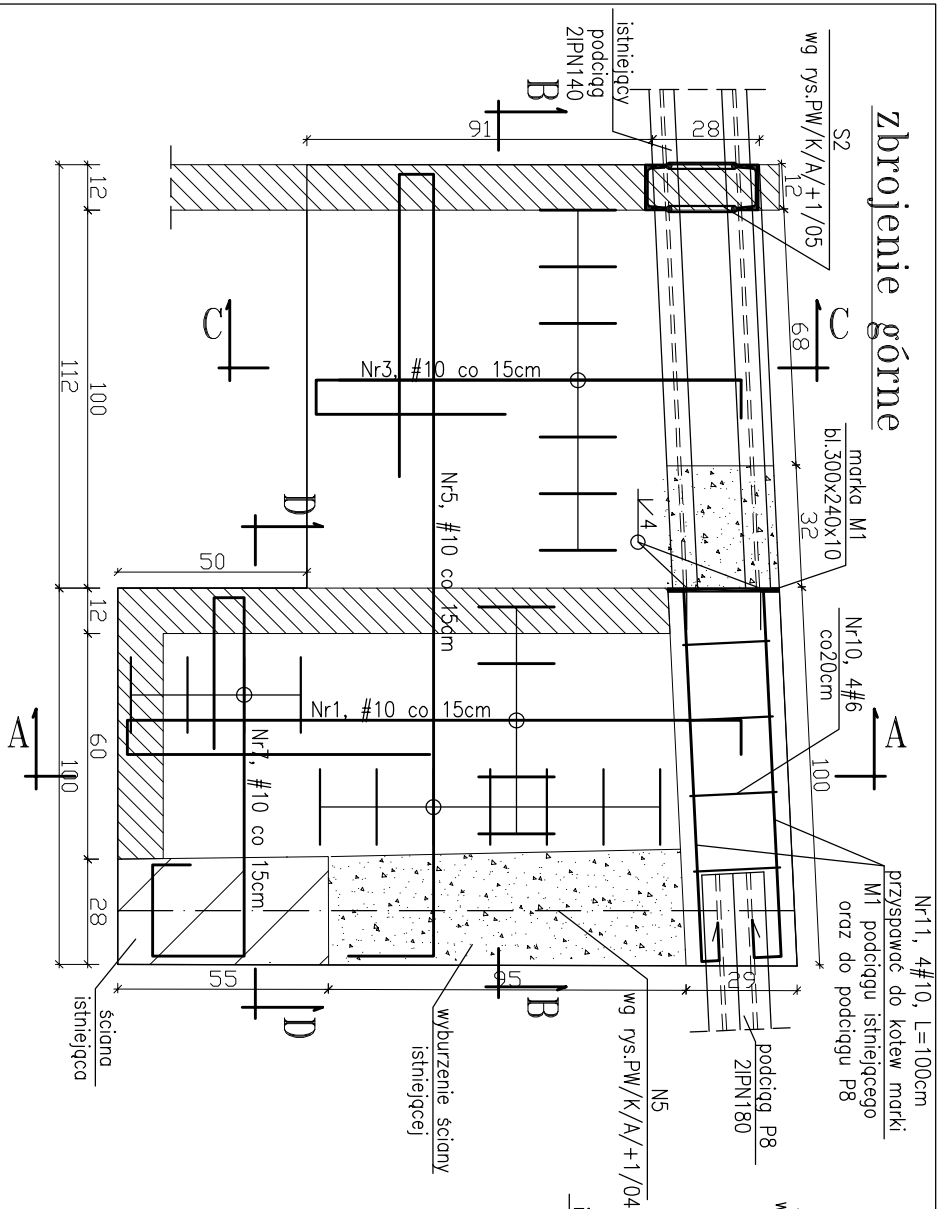 zbrojenie górne
S2
wg rys.PW/K/A/+1/05
istniejący
podciąg
2IPN140
B
91
28
12
68
32
100
C
C
marka M1
bl.300x240x10
4
Nr10, 4#6
co20cm
A
A
Nr11, 4#10, L=100cm
przyspawać do kotew marki
M1 podciągu istniejącego
oraz do podciągu P8
podciąg P8
2IPN180
N5
wg rys.PW/K/A/+1/04
wyburzenie ściany
istniejącej
ściana
istniejąca
Nr3, #10 co 15cm
Nr5, #10 co 15cm
Nr1, #10 co 15cm
Nr7, #10 co 15cm
D
D
B
50
55
95
29
12
100
12
60
28
112
100
w
i